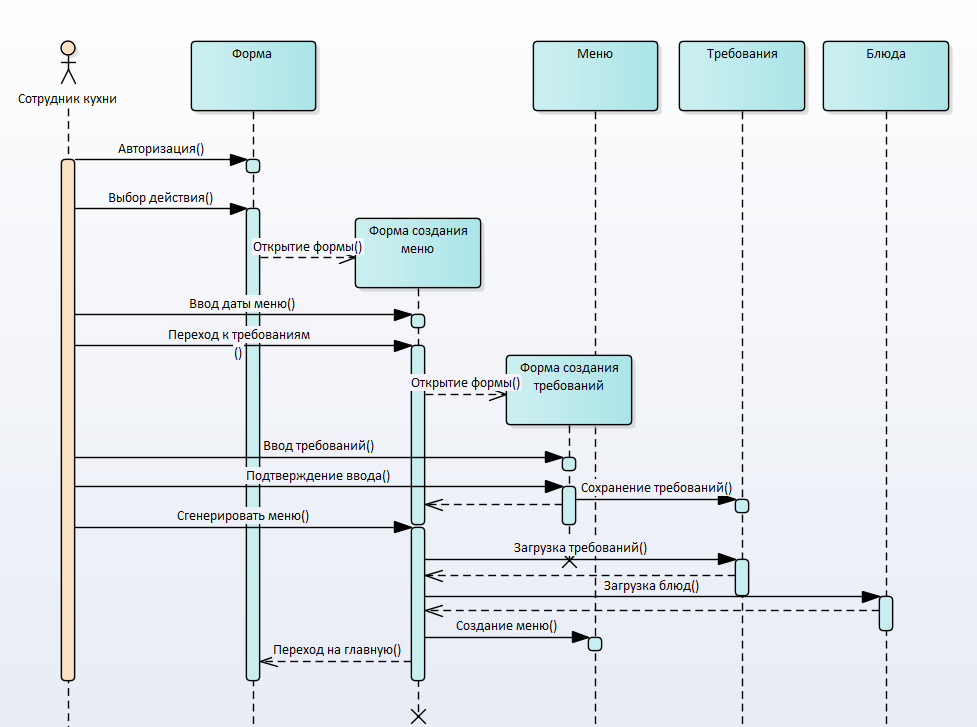 Форма
Меню
Требования
Блюда
Сотрудник кухни
Авторизация()
Выбор действия()
Форма создания
меню
Открытие формы()
Ввод даты меню()
Переход к требованиям
()
Форма создания
требований
Открытие формы()
Ввод требований()
Подтверждение ввода()
Сохранение требований()
Сгенерировать меню()
Загрузка требований()
Загрузка блюд()
Создание меню()
Переход на главную()